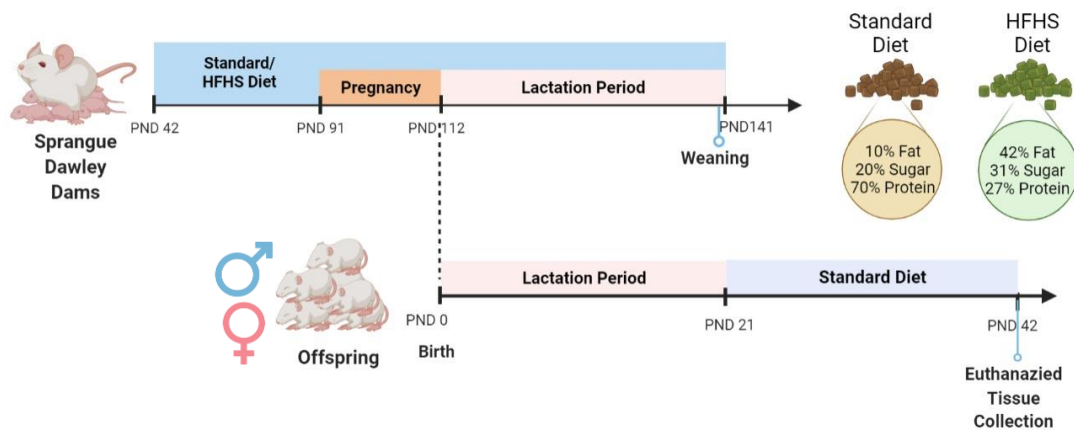 Standard/
HFHS Diet
Pregnancy
Lactation Period
PND 42
PND 91
PND 112
PND141
Weaning
Sprangue
Dawley
Dams
Standard
Diet
HFHS
Diet
10% Fat
20% Sugar
70% Protein
42% Fat
31% Sugar
27% Protein
Lactation Period
Standard Diet
PND 0
PND 21
PND 42
Birth
Offspring
Euthanazied
Tissue
Collection